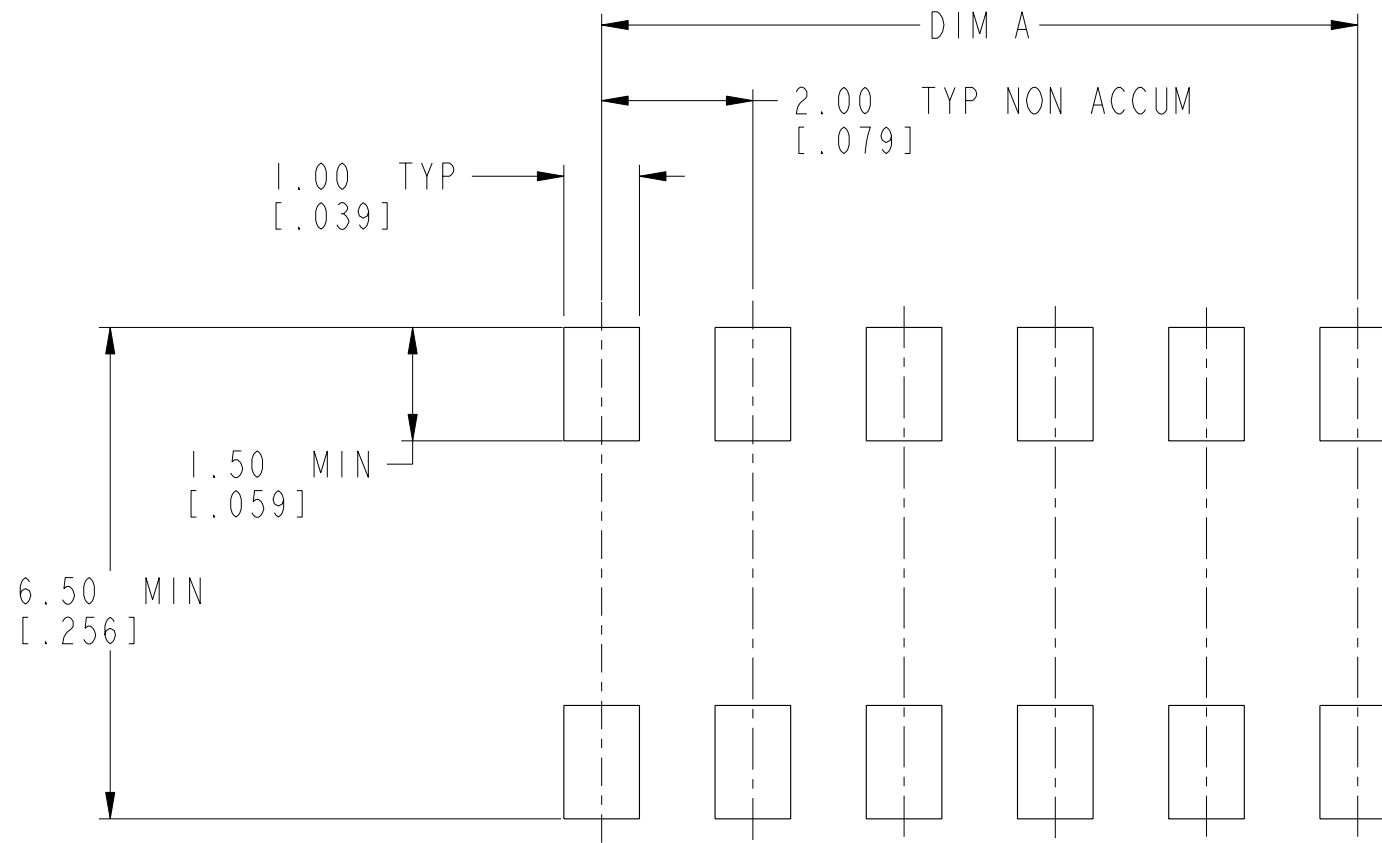 DIM A
2.00 TYP NON ACCUM
[.079]
1.00 TYP
[.039]
1.50 MIN
[.059]
6.50 MIN
[.256]